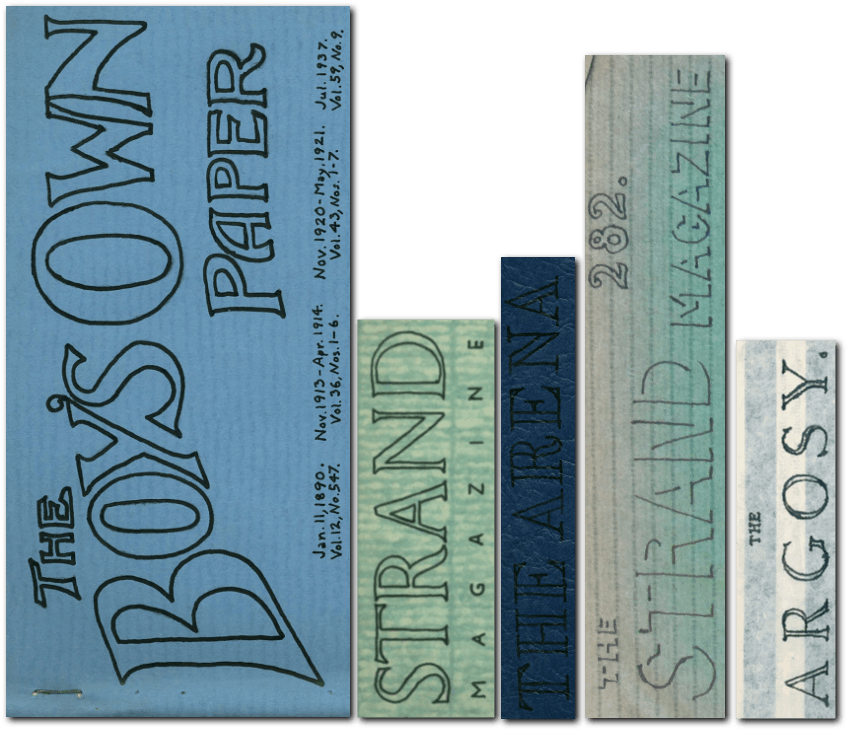 THE
BOY'S OWN
PAPER
Jan. 11, 1890. Nov. 1913 - Apr. 1914. Nov. 1920 - May. 1921. Jul. 1937.
Vol. 12, No. 547. Vol. 36, Nos. 1-6. Vol. 43, Nos. 1-7. Vol. 59, No. 9.
STRAND
MAGAZINE
THE ARENA
THE 282.
STRAND MAGAZINE
THE
ARGOSY.